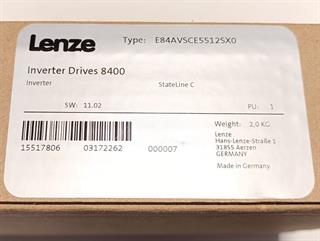 Lenze
Type: E84AVSCE5512SX0
Inverter Drives 8400
Inverter StateLine C
SW: 11.02 PU: 1
Weight: 2,0 KG
Lenze
Hans-Lenze-Straße 1
31855 Aerzen
GERMANY
Made in Germany
15517806 03172262 000007